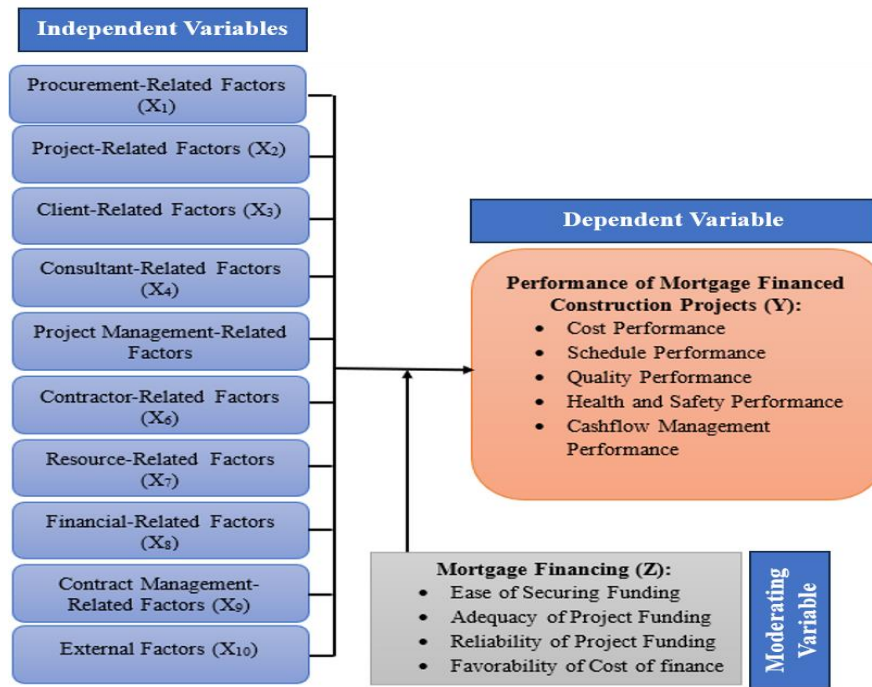 Independent Variables
Procurement-Related Factors
(X₁)
Project-Related Factors (X₂)
Client-Related Factors (X₃)
Consultant-Related Factors
(X₄)
Project Management-Related
Factors
Contractor-Related Factors
(X₆)
Resource-Related Factors
(X₇)
Financial-Related Factors
(X₈)
Contract Management-
Related Factors (X₉)
External Factors (X₁₀)
Dependent Variable
Performance of Mortgage Financed
Construction Projects (Y):
• Cost Performance
• Schedule Performance
• Quality Performance
• Health and Safety Performance
• Cashflow Management
Performance
Mortgage Financing (Z):
• Ease of Securing Funding
• Adequacy of Project Funding
• Reliability of Project Funding
• Favorability of Cost of finance
Moderating
Variable